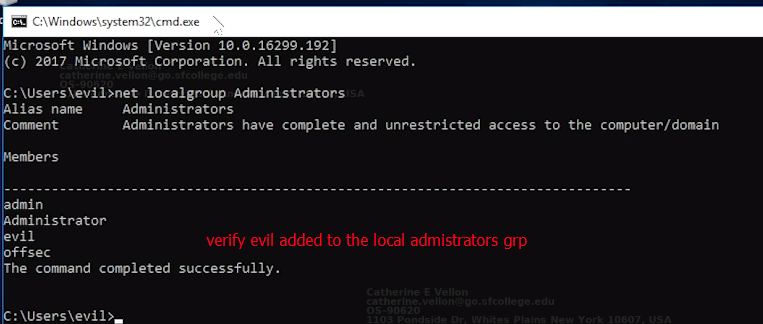 C:\Windows\system32\cmd.exe
Microsoft Windows [Version 10.0.16299.192]
(c) 2017 Microsoft Corporation. All rights reserved.
Catherine E Vellon
catherine.vellon@go.sfcollege.edu
OS-90620
C:\Users\evil>net localgroup Administrators
USA
Alias name     Administrators
Comment        Administrators have complete and unrestricted access to the computer/domain
Members
-------------------------------------------------------------------------------
admin
Administrator
evil
verify evil added to the local admistrators grp
offsec
The command completed successfully.
Catherine E Vellon
catherine.vellon@go.sfcollege.edu
OS-90620
C:\Users\evil>
1103 Pondside Dr. Whites Plains New York 10607, USA